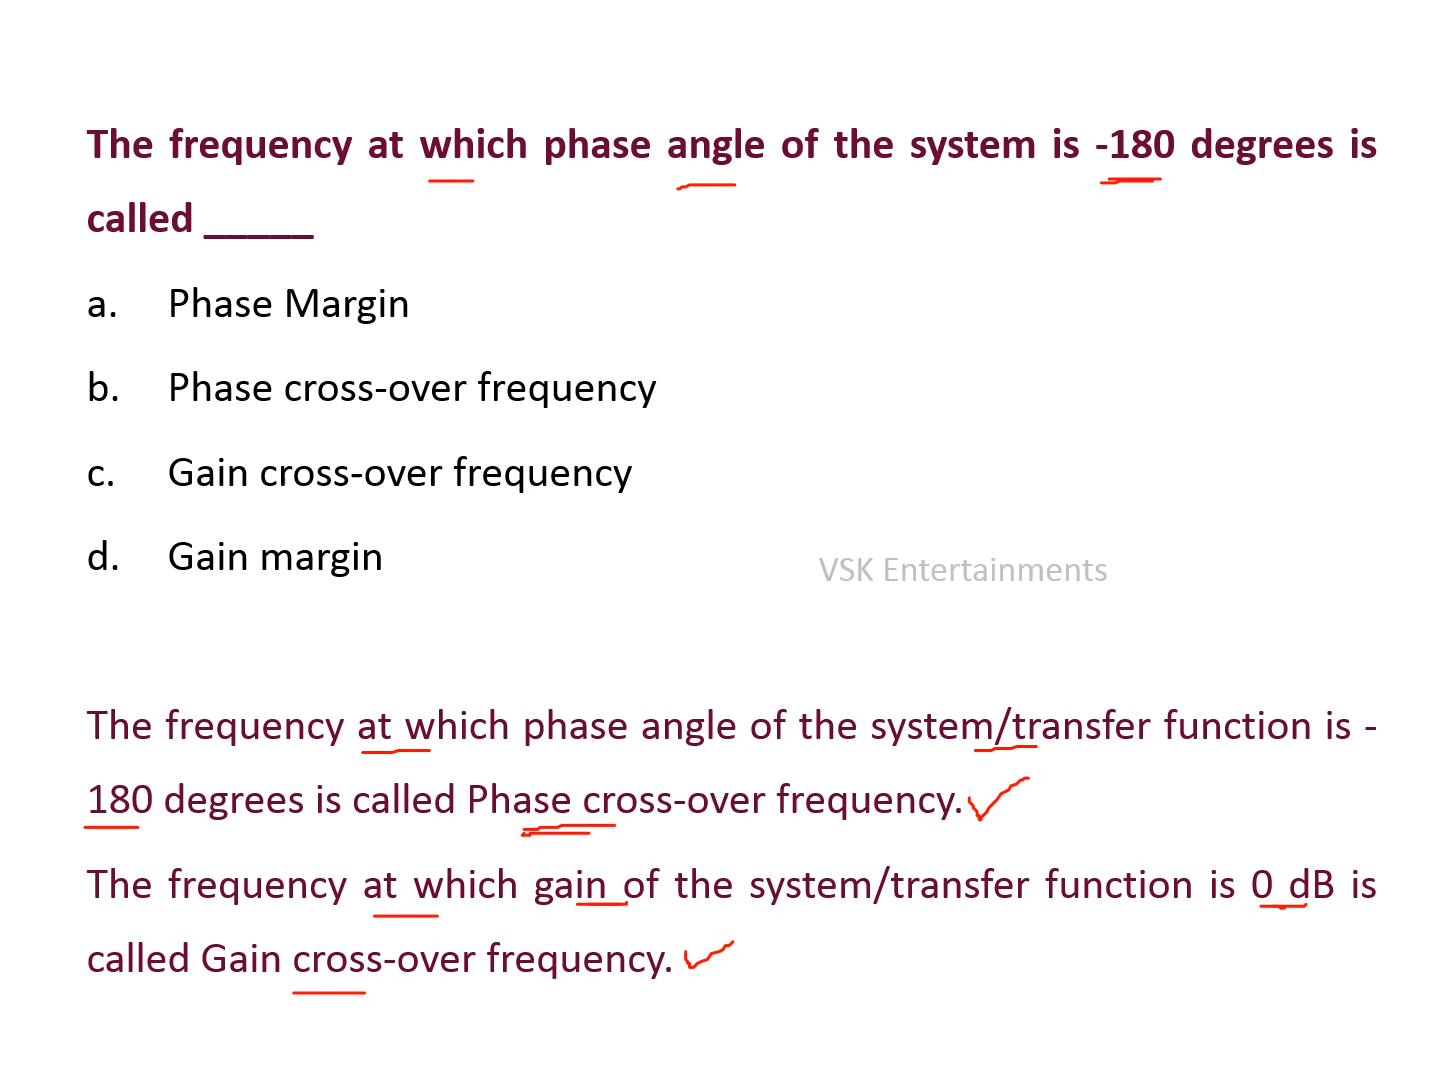 The frequency at which phase angle of the system is -180 degrees is
called _____
a. Phase Margin
b. Phase cross-over frequency
c. Gain cross-over frequency
d. Gain margin
VSK Entertainments
The frequency at which phase angle of the system/transfer function is -
180 degrees is called Phase cross-over frequency.
The frequency at which gain of the system/transfer function is 0 dB is
called Gain cross-over frequency.